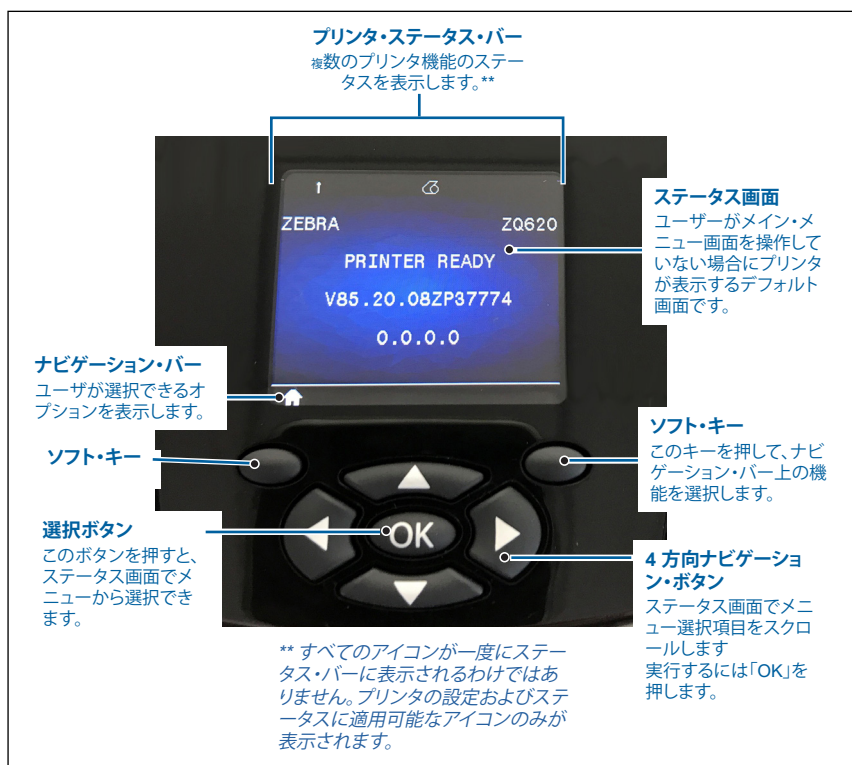 プリンタ・ステータス・バー
複数のプリンタ機能のステー
タスを表示します。**
ZEBRA
ZQ620
PRINTER READY
V85.20.08ZP37774
0.0.0.0
ステータス画面
ユーザーがメイン・メ
ニュー画面を操作して
いない場合にプリンタ
が表示するデフォルト
画面です。
ナビゲーション・バー
ユーザが選択できるオ
プションを表示します。
ソフト・キー
ソフト・キー
このキーを押して、ナビ
ゲーション・バー上の機
能を選択します。
選択ボタン
このボタンを押すと、
ステータス画面でメ
ニューから選択でき
ます。
OK
4 方向ナビゲーショ
ン・ボタン
ステータス画面でメニ
ュー選択項目をスクロ
ールします
実行するには「OK」を
押します。
** すべてのアイコンが一度にステー
タス・バーに表示されるわけではあ
りません。プリンタの設定およびステ
ータスに適用可能なアイコンのみが
表示されます。